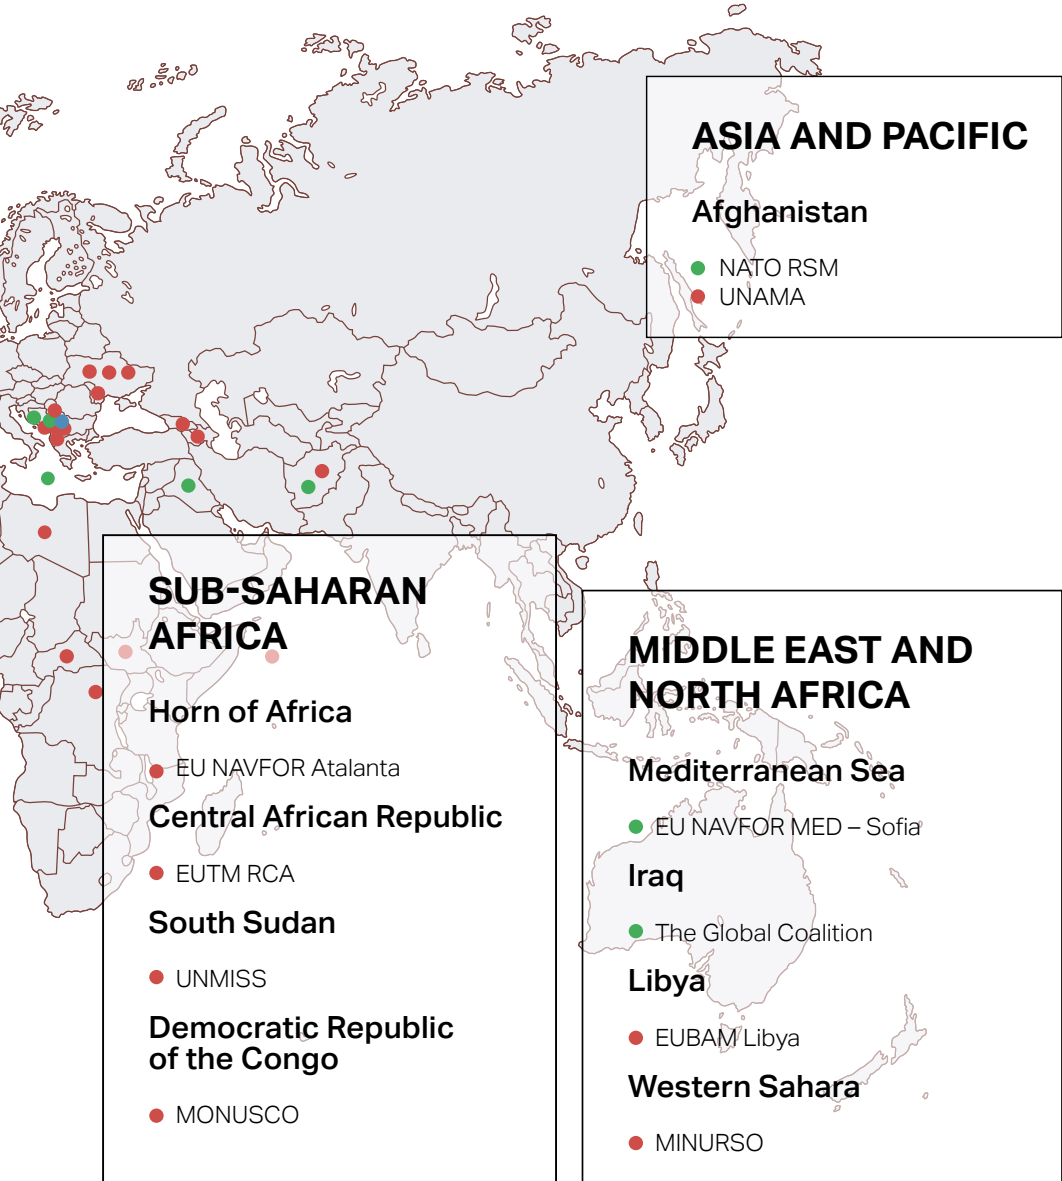 ASIA AND PACIFIC
Afghanistan
NATO RSM
UNAMA
SUB-SAHARAN
AFRICA
Horn of Africa
EU NAVFOR Atalanta
Central African Republic
EUTM RCA
South Sudan
UNMISS
Democratic Republic
of the Congo
MONUSCO
MIDDLE EAST AND
NORTH AFRICA
Mediterranean Sea
EU NAVFOR MED – Sofia
Iraq
The Global Coalition
Libya
EUBAM Libya
Western Sahara
MINURSO